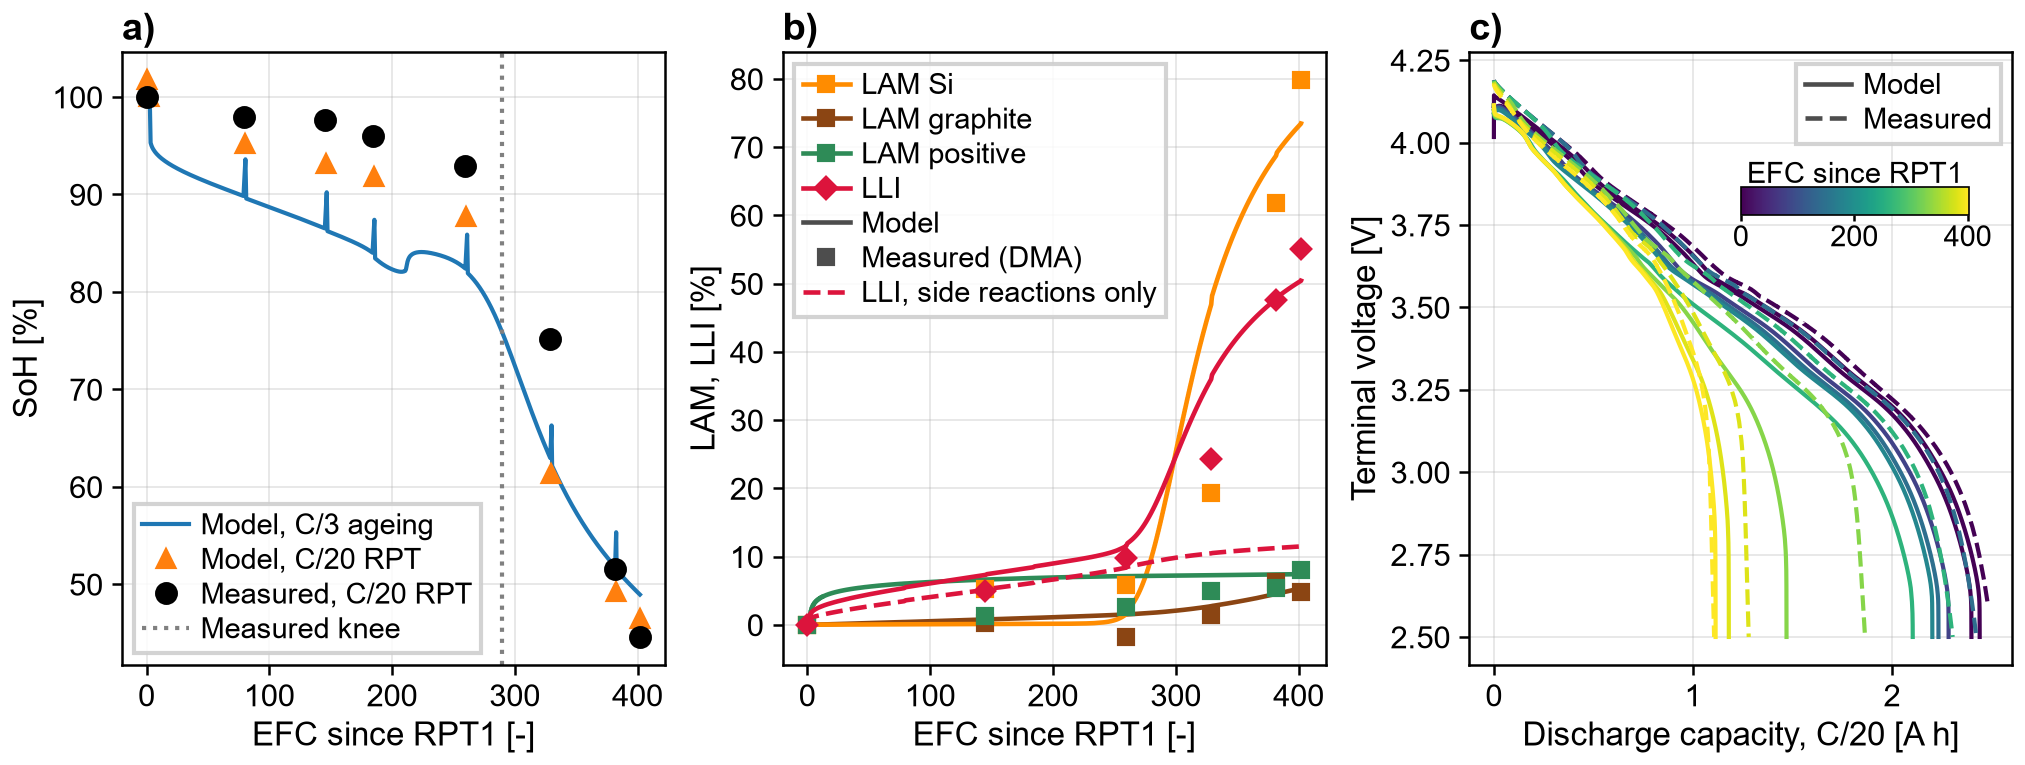 a)
100
90
80
70
60
50
SoH [%]
Model, C/3 ageing
Model, C/20 RPT
Measured, C/20 RPT
Measured knee
0 100 200 300 400
EFC since RPT1 [-]
b)
80
70
60
50
40
30
20
10
0
LAM, LLI [%]
LAM Si
LAM graphite
LAM positive
LLI
Model
Measured (DMA)
LLI, side reactions only
0 100 200 300 400
EFC since RPT1 [-]
c)
4.25
4.00
3.75
3.50
3.25
3.00
2.75
2.50
Terminal voltage [V]
Model
Measured
EFC since RPT1
0 200 400
0 1 2
Discharge capacity, C/20 [A h]